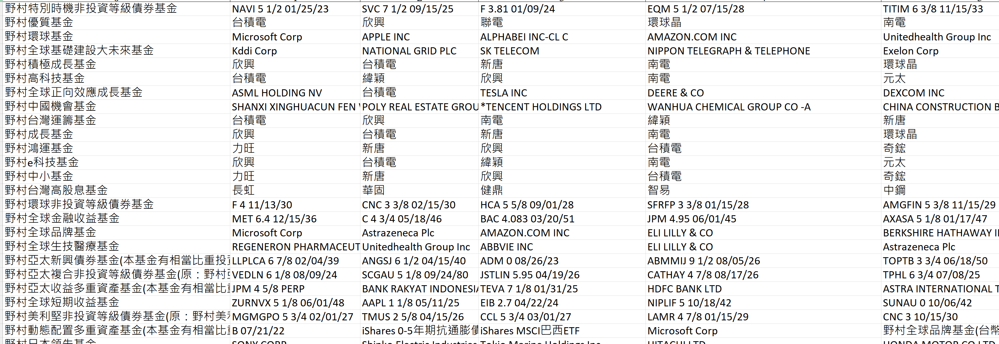 野村特別時機非投資等級債券基金 NAVI 5 1/2 01/25/23 SVC 7 1/2 09/15/25 F 3.81 01/09/24 EQM 5 1/2 07/15/28 TITIM 6 3/8 11/15/33
野村優質基金 台積電 欣興 聯電 環球晶 南電
野村環球基金 Microsoft Corp APPLE INC ALPHABEI INC-CL C AMAZON.COM INC Unitedhealth Group Inc
野村全球基礎建設大未來基金 Kddi Corp NATIONAL GRID PLC SK TELECOM NIPPON TELEGRAPH & TELEPHONE Exelon Corp
野村積極成長基金 欣興 台積電 新唐 南電 環球晶
野村高科技基金 台積電 緯穎 欣興 南電 元太
野村全球正向效應成長基金 ASML HOLDING NV 台積電 TESLA INC DEERE & CO DEXCOM INC
野村中國機會基金 SHANXI XINGHUACUN FEN POLY REAL ESTATE GROU *TENCENT HOLDINGS LTD WANHUA CHEMICAL GROUP CO -A CHINA CONSTRUCTION B
野村台灣運籌基金 台積電 欣興 南電 緯穎 新唐
野村成長基金 欣興 台積電 新唐 南電 環球晶
野村鴻運基金 力旺 新唐 欣興 台積電 奇鋐
野村e科技基金 欣興 台積電 緯穎 南電 元太
野村中小基金 力旺 新唐 欣興 台積電 奇鋐
野村台灣高股息基金 長虹 華固 健鼎 智易 中鋼
野村環球非投資等級債券基金 F 4 11/13/30 CNC 3 3/8 02/15/30 HCA 5 5/8 09/01/28 SFRFP 3 3/8 01/15/28 AMGFIN 5 3/8 11/15/29
野村全球金融收益基金 MET 6.4 12/15/36 C 4 3/4 05/18/46 BAC 4.083 03/20/51 JPM 4.95 06/01/45 AXASA 5 1/8 01/17/47
野村全球品牌基金 Microsoft Corp Astrazeneca Plc AMAZON.COM INC ELI LILLY & CO BERKSHIRE HATHAWAY I
野村全球生技醫療基金 REGENERON PHARMACEUT Unitedhealth Group Inc ABBVIE INC ELI LILLY & CO Astrazeneca Plc
野村亞太新興債券基金(本基金有相當比重投 LLPLCA 6 7/8 02/04/39 ANGSJ 6 1/2 04/15/40 ADM 0 08/26/23 ABMMIJ 9 1/2 08/05/26 TOPTB 3 3/4 06/18/50
野村亞太複合非投資等級債券基金(原：野村 VEDLN 6 1/8 08/09/24 SCGAU 5 1/8 09/24/80 JSTLIN 5.95 04/19/26 CATHAY 4 7/8 08/17/26 TPHL 6 3/4 07/08/25
野村亞太收益多重資產基金(本基金有相當比 JPM 4 5/8 PERP BANK RAKYAT INDONESIA TEVA 7 1/8 01/31/25 HDFC BANK LTD ASTRA INTERNATIONAL T
野村全球短期收益基金 ZURNVX 5 1/8 06/01/48 AAPL 1 1/8 05/11/25 EIB 2.7 04/22/24 NIPLIF 5 10/18/42 SUNAU 0 10/06/42
野村美利堅非投資等級債券基金(原：野村美 MGMGPO 5 3/4 02/01/27 TMUS 2 5/8 04/15/26 CCL 5 3/4 03/01/27 LAMR 4 7/8 01/15/29 CNC 3 10/15/30
野村動態配置多重資產基金(本基金有相當比 B 07/21/22 iShares 0-5年期抗通膨債 iShares MSCI巴西ETF Microsoft Corp 野村全球品牌基金(台幣
野村日本領先基金 SONY CORP Shinko Electric Industries Tokio Marine Holdings Inc HITACHI LTD HONDA MOTOR CO LTD